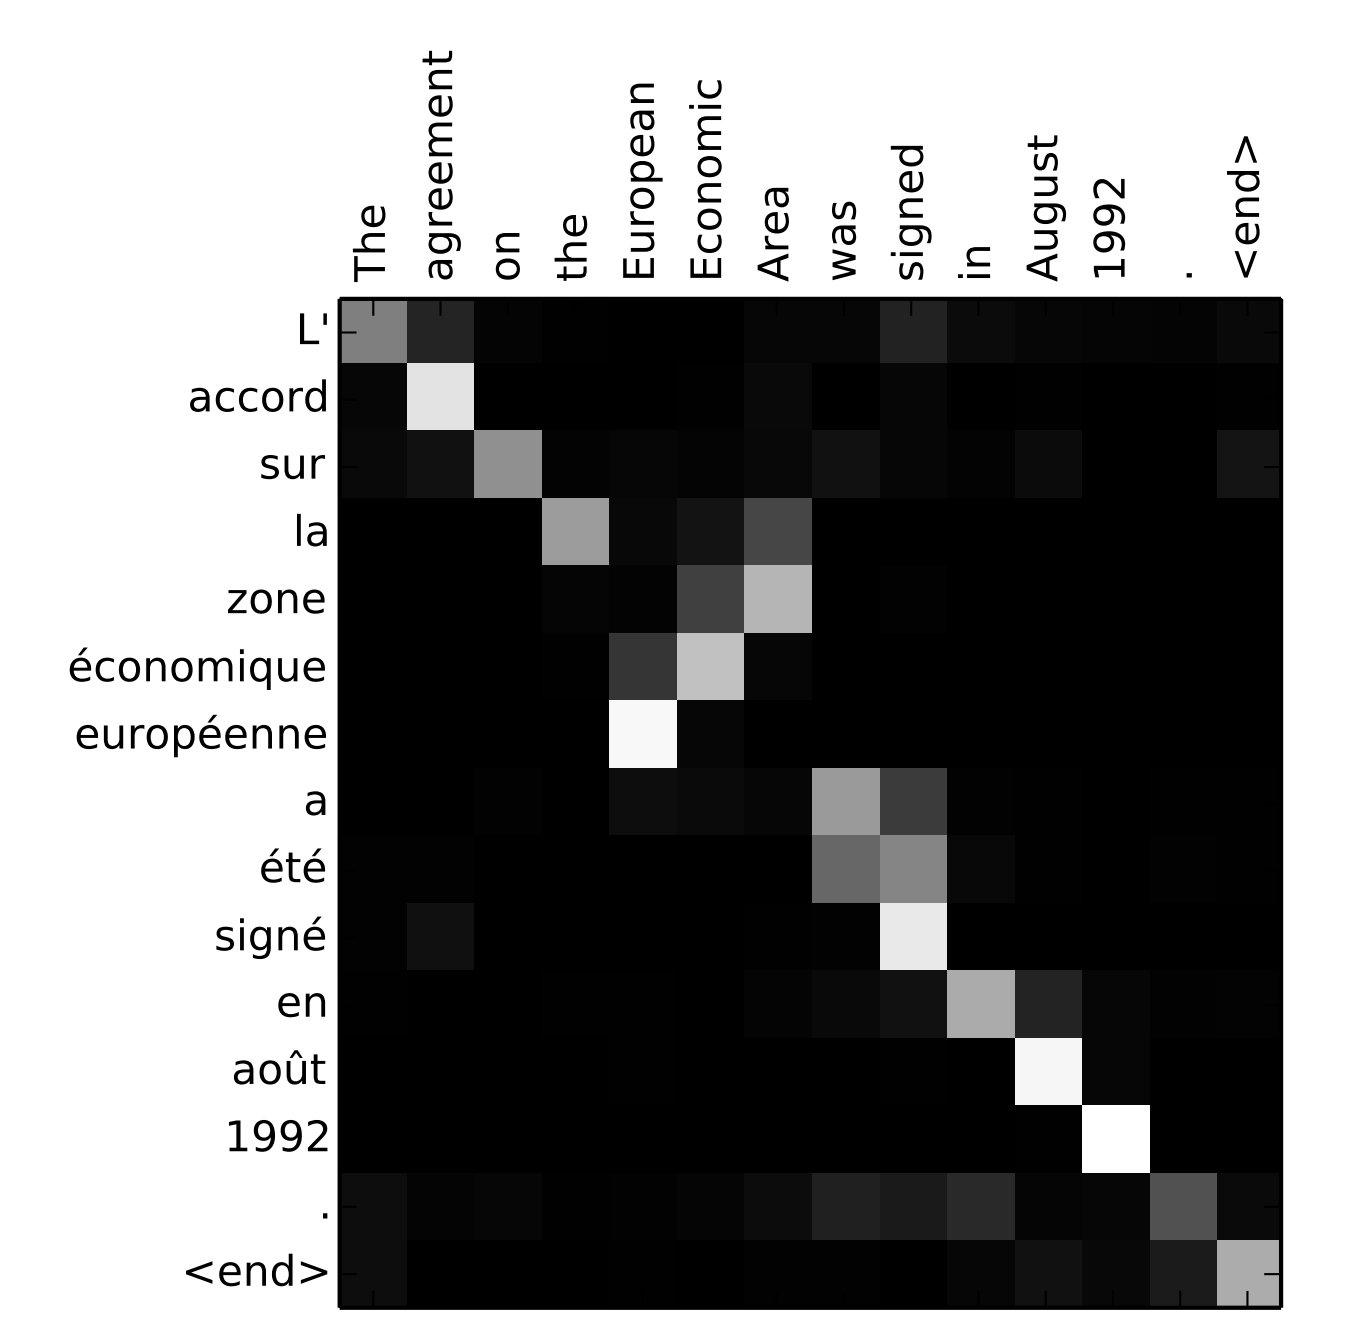 The agreement on the European Economic Area was signed in August 1992 . <end>
L'
accord
sur
la
zone
économique
européenne
a
été
signé
en
août
1992
.
<end>